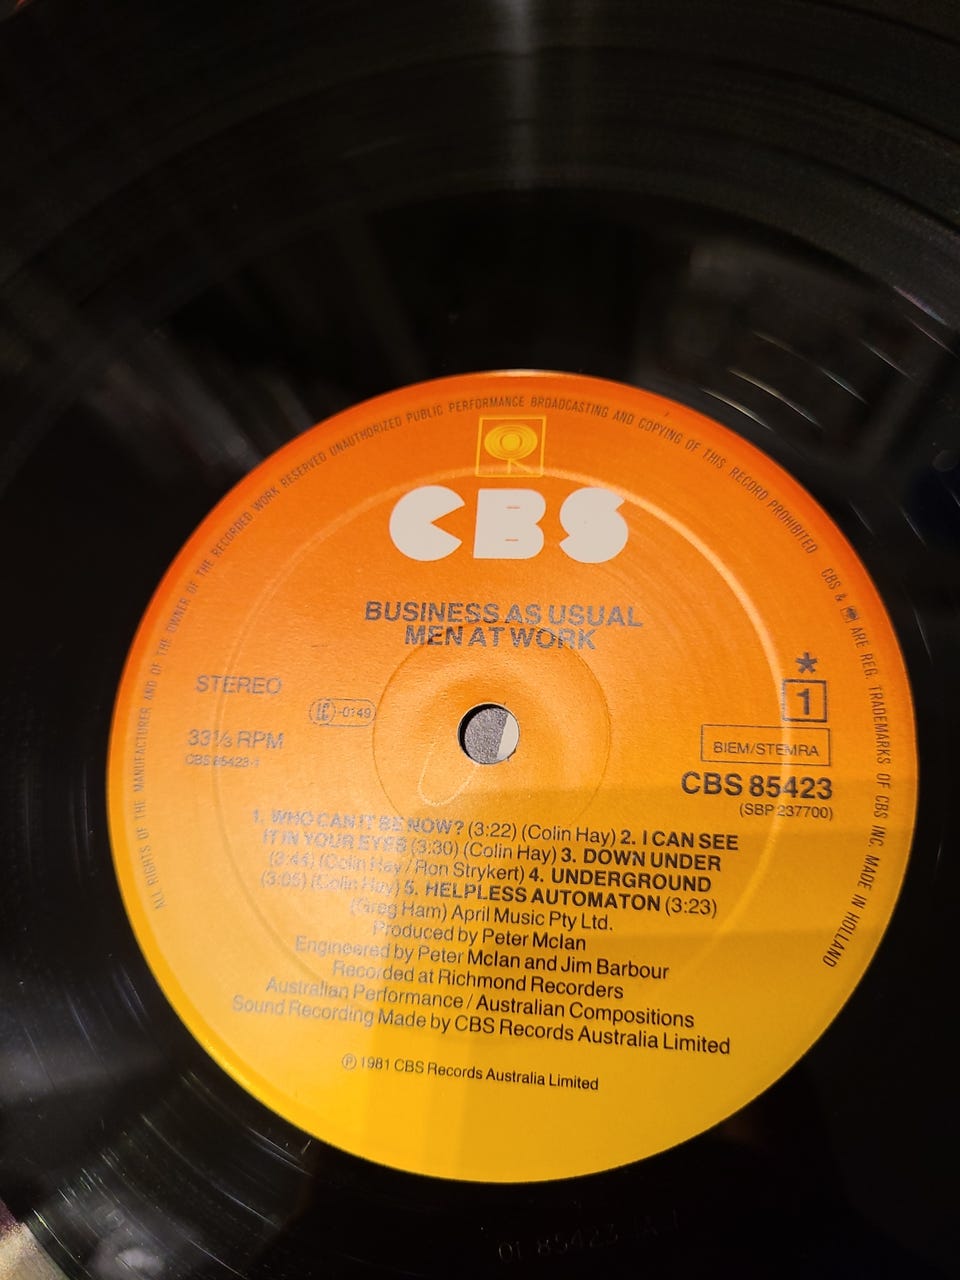 ALL RIGHTS OF THE MANUFACTURER AND OF THE OWNER OF THE RECORDED WORK RESERVED UNAUTHORIZED PUBLIC PERFORMANCE BROADCASTING AND COPYING OF THIS RECORD PROHIBITED CBS & ARE REG. TRADEMARKS OF CBS INC. MADE IN HOLLAND
CBS
BUSINESS AS USUAL
MEN AT WORK
STEREO
LC-0149
33⅓ RPM
CBS 85423-1
*
1
BIEM/STEMRA
CBS 85423
(SBP 237700)
1. WHO CAN IT BE NOW? (3:22) (Colin Hay) 2. I CAN SEE
IT IN YOUR EYES (3:30) (Colin Hay) 3. DOWN UNDER
(3:44) (Colin Hay / Ron Strykert) 4. UNDERGROUND
(3:05) (Colin Hay) 5. HELPLESS AUTOMATON (3:23)
(Greg Ham) April Music Pty Ltd.
Produced by Peter McIan
Engineered by Peter McIan and Jim Barbour
Recorded at Richmond Recorders
Australian Performance / Australian Compositions
Sound Recording Made by CBS Records Australia Limited
℗ 1981 CBS Records Australia Limited
01 85423